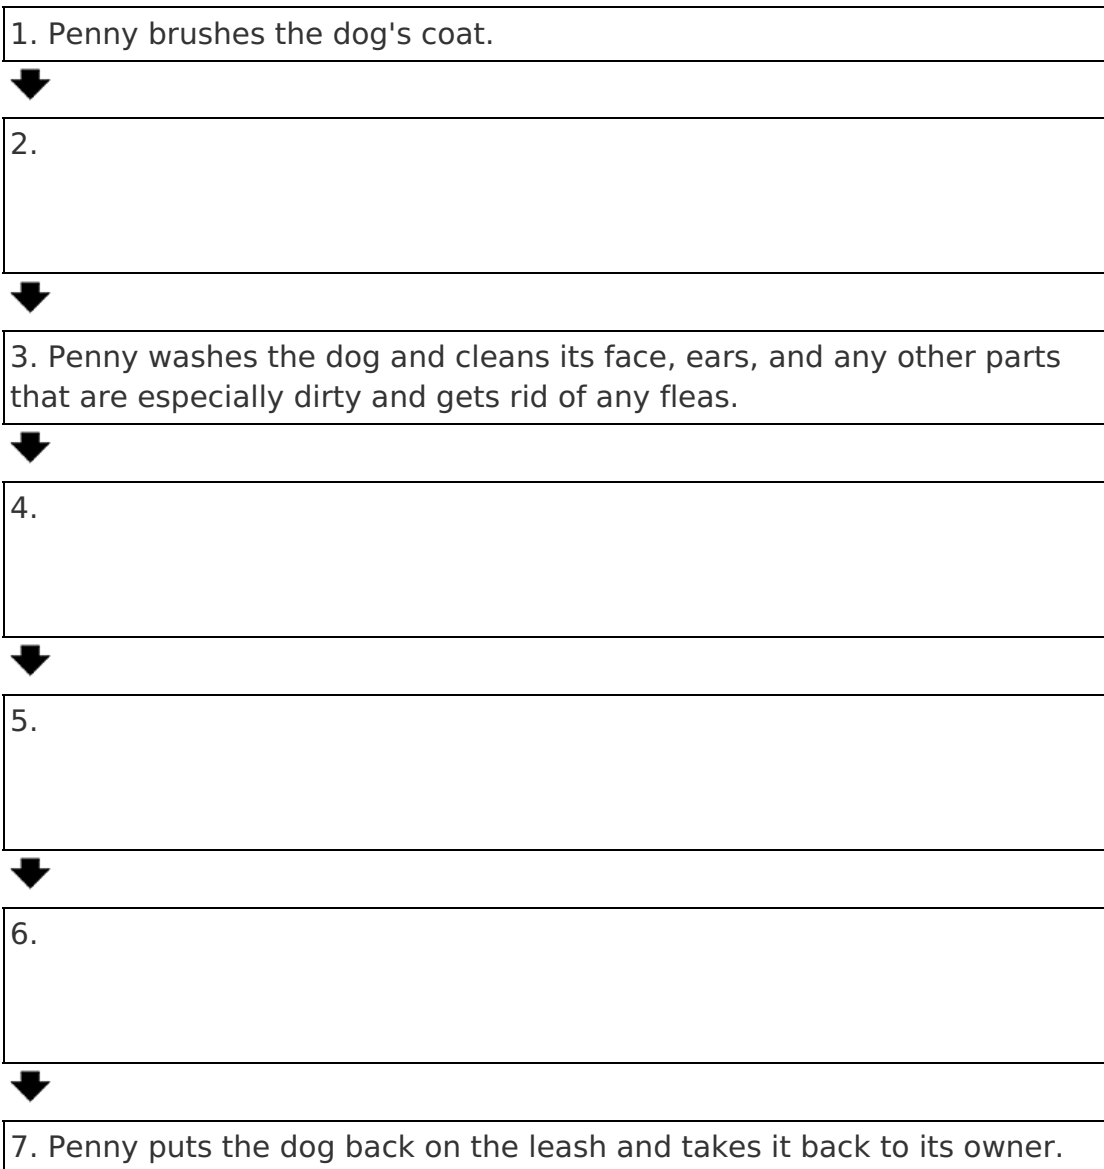 1. Penny brushes the dog's coat.
2.
3. Penny washes the dog and cleans its face, ears, and any other parts
that are especially dirty and gets rid of any fleas.
4.
5.
6.
7. Penny puts the dog back on the leash and takes it back to its owner.